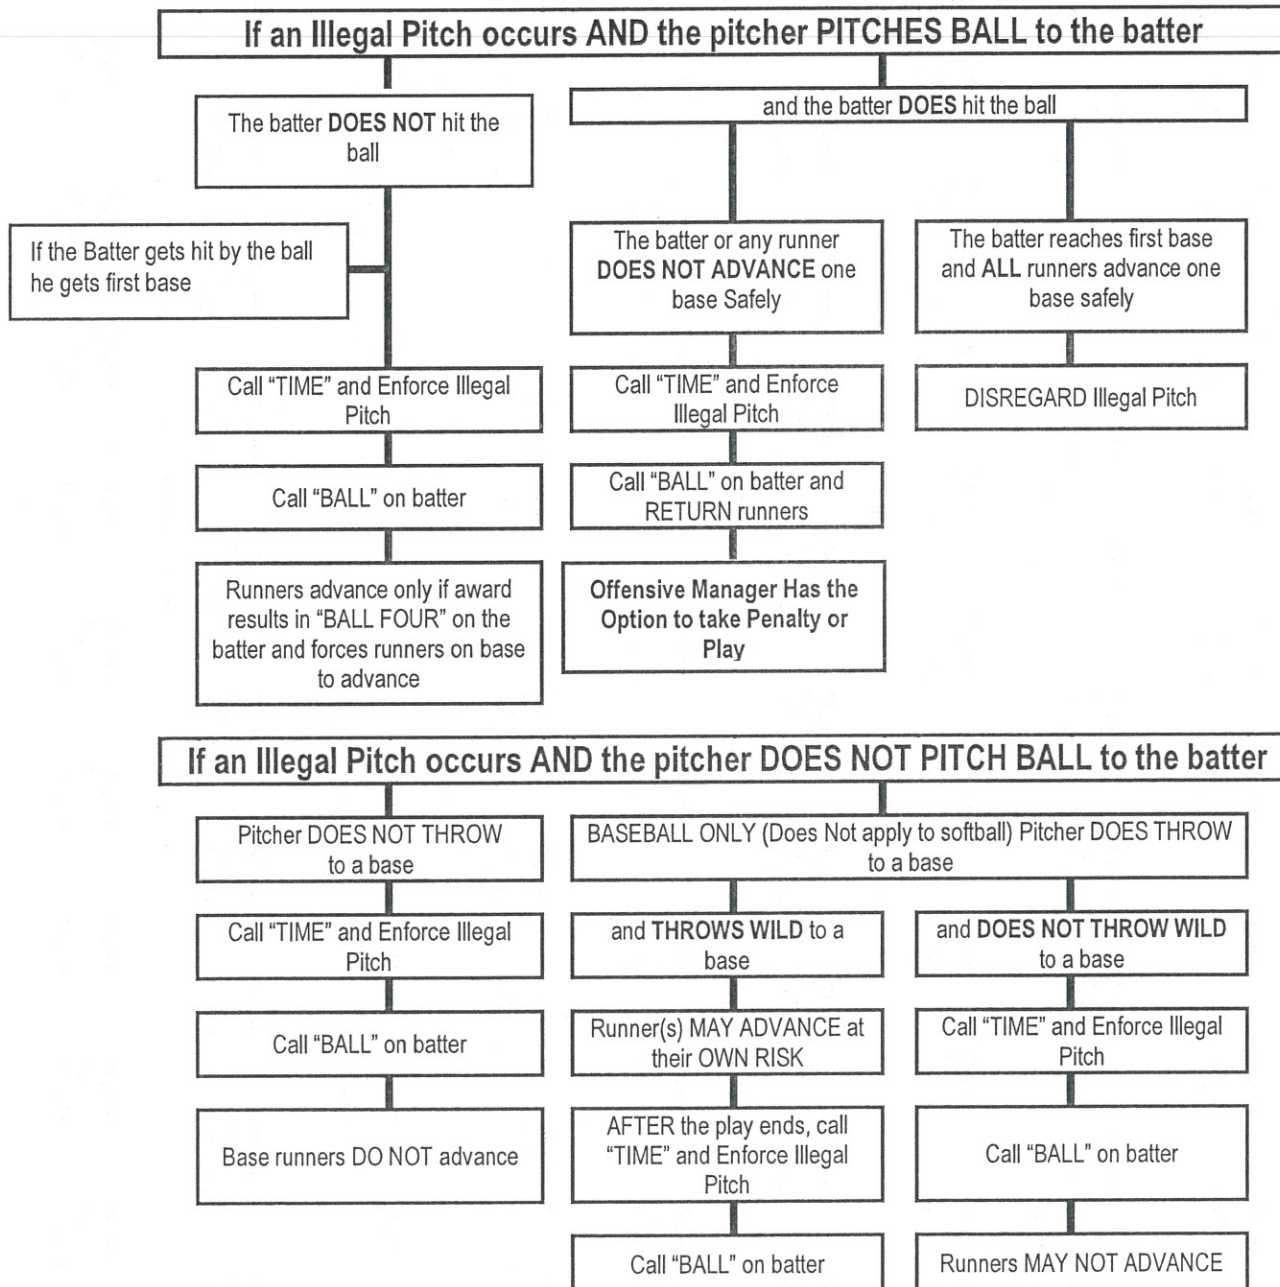 If an Illegal Pitch occurs AND the pitcher PITCHES BALL to the batter
The batter DOES NOT hit the
ball
and the batter DOES hit the ball
If the Batter gets hit by the ball
he gets first base
The batter or any runner
DOES NOT ADVANCE one
base Safely
The batter reaches first base
and ALL runners advance one
base safely
Call “TIME” and Enforce Illegal
Pitch
Call “TIME” and Enforce
Illegal Pitch
DISREGARD Illegal Pitch
Call “BALL” on batter
Call “BALL” on batter and
RETURN runners
Runners advance only if award
results in “BALL FOUR” on the
batter and forces runners on base
to advance
Offensive Manager Has the
Option to take Penalty or
Play
If an Illegal Pitch occurs AND the pitcher DOES NOT PITCH BALL to the batter
Pitcher DOES NOT THROW
to a base
BASEBALL ONLY (Does Not apply to softball) Pitcher DOES THROW
to a base
Call “TIME” and Enforce Illegal
Pitch
and THROWS WILD to a
base
and DOES NOT THROW WILD
to a base
Call “BALL” on batter
Runner(s) MAY ADVANCE at
their OWN RISK
Call “TIME” and Enforce Illegal
Pitch
Base runners DO NOT advance
AFTER the play ends, call
“TIME” and Enforce Illegal
Pitch
Call “BALL” on batter
Call “BALL” on batter
Runners MAY NOT ADVANCE